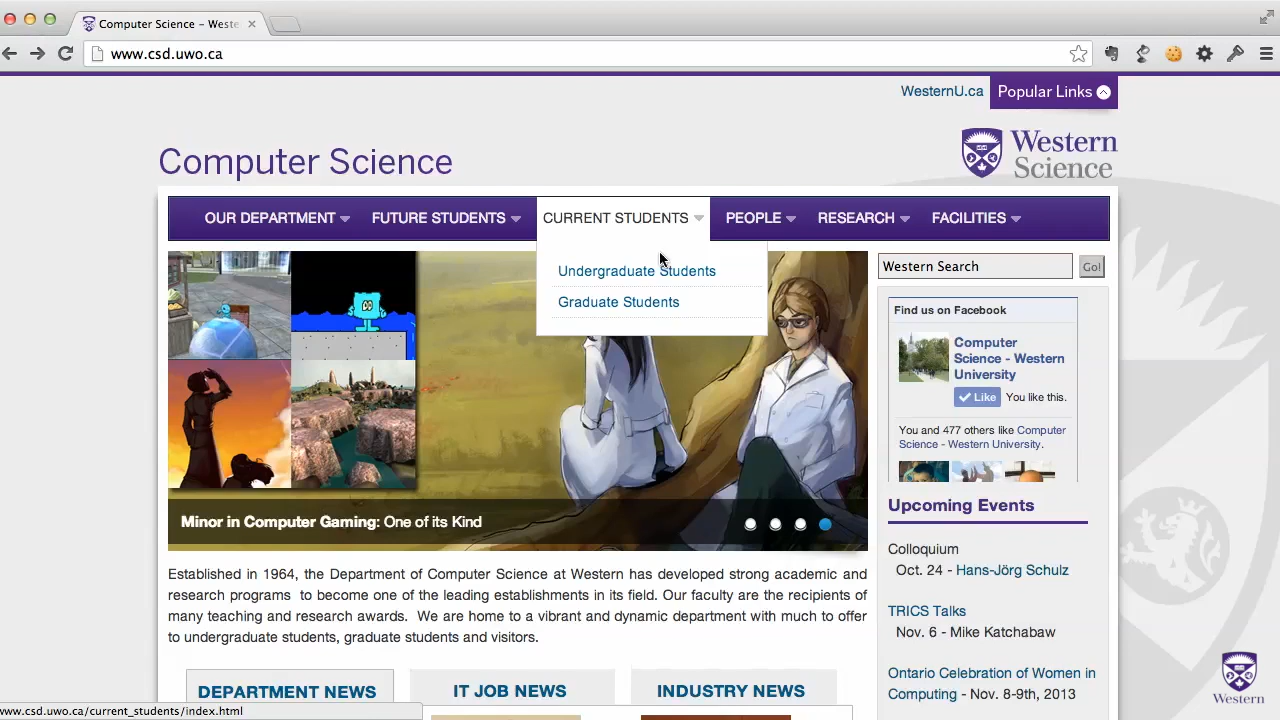 Computer Science – Weste
www.csd.uwo.ca
WesternU.ca
Popular Links
Computer Science
Western
Science
OUR DEPARTMENT
FUTURE STUDENTS
CURRENT STUDENTS
PEOPLE
RESEARCH
FACILITIES
Undergraduate Students
Graduate Students
Western Search
Go!
Find us on Facebook
Computer
Science - Western
University
Like
You like this.
You and 477 others like Computer
Science - Western University.
Minor in Computer Gaming: One of its Kind
Upcoming Events
Colloquium
Oct. 24 - Hans-Jörg Schulz
TRICS Talks
Nov. 6 - Mike Katchabaw
Ontario Celebration of Women in
Computing - Nov. 8-9th, 2013
Established in 1964, the Department of Computer Science at Western has developed strong academic and
research programs to become one of the leading establishments in its field. Our faculty are the recipients of
many teaching and research awards. We are home to a vibrant and dynamic department with much to offer
to undergraduate students, graduate students and visitors.
DEPARTMENT NEWS
IT JOB NEWS
INDUSTRY NEWS
www.csd.uwo.ca/current_students/index.html
Western